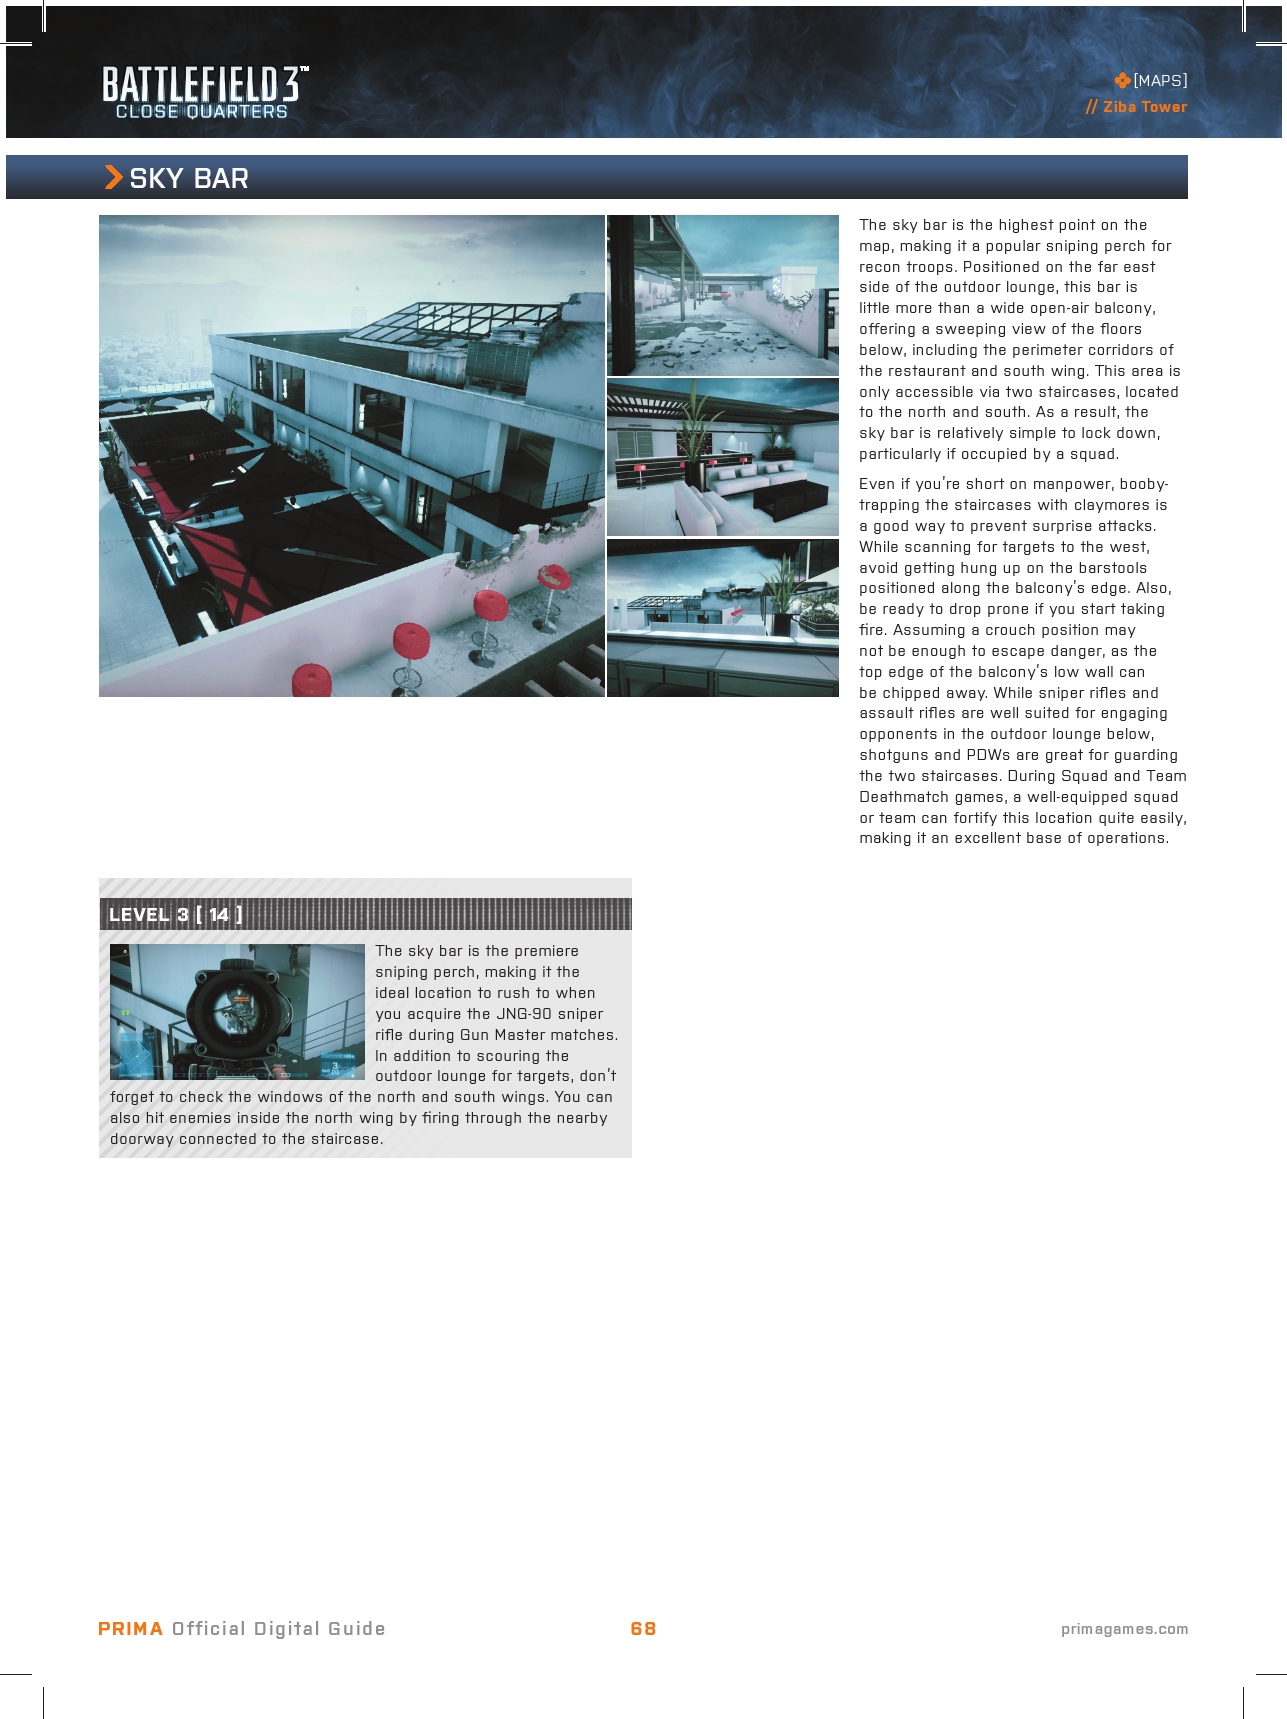 BATTLEFIELD 3™
CLOSE QUARTERS
[MAPS]
// Ziba Tower
SKY BAR
The sky bar is the highest point on the
map, making it a popular sniping perch for
recon troops. Positioned on the far east
side of the outdoor lounge, this bar is
little more than a wide open-air balcony,
offering a sweeping view of the floors
below, including the perimeter corridors of
the restaurant and south wing. This area is
only accessible via two staircases, located
to the north and south. As a result, the
sky bar is relatively simple to lock down,
particularly if occupied by a squad.
Even if you're short on manpower, booby-
trapping the staircases with claymores is
a good way to prevent surprise attacks.
While scanning for targets to the west,
avoid getting hung up on the barstools
positioned along the balcony's edge. Also,
be ready to drop prone if you start taking
fire. Assuming a crouch position may
not be enough to escape danger, as the
top edge of the balcony's low wall can
be chipped away. While sniper rifles and
assault rifles are well suited for engaging
opponents in the outdoor lounge below,
shotguns and PDWs are great for guarding
the two staircases. During Squad and Team
Deathmatch games, a well-equipped squad
or team can fortify this location quite easily,
making it an excellent base of operations.
LEVEL 3 [ 14 ]
The sky bar is the premiere
sniping perch, making it the
ideal location to rush to when
you acquire the JNG-90 sniper
rifle during Gun Master matches.
In addition to scouring the
outdoor lounge for targets, don't
forget to check the windows of the north and south wings. You can
also hit enemies inside the north wing by firing through the nearby
doorway connected to the staircase.
PRIMA Official Digital Guide
68
primagames.com